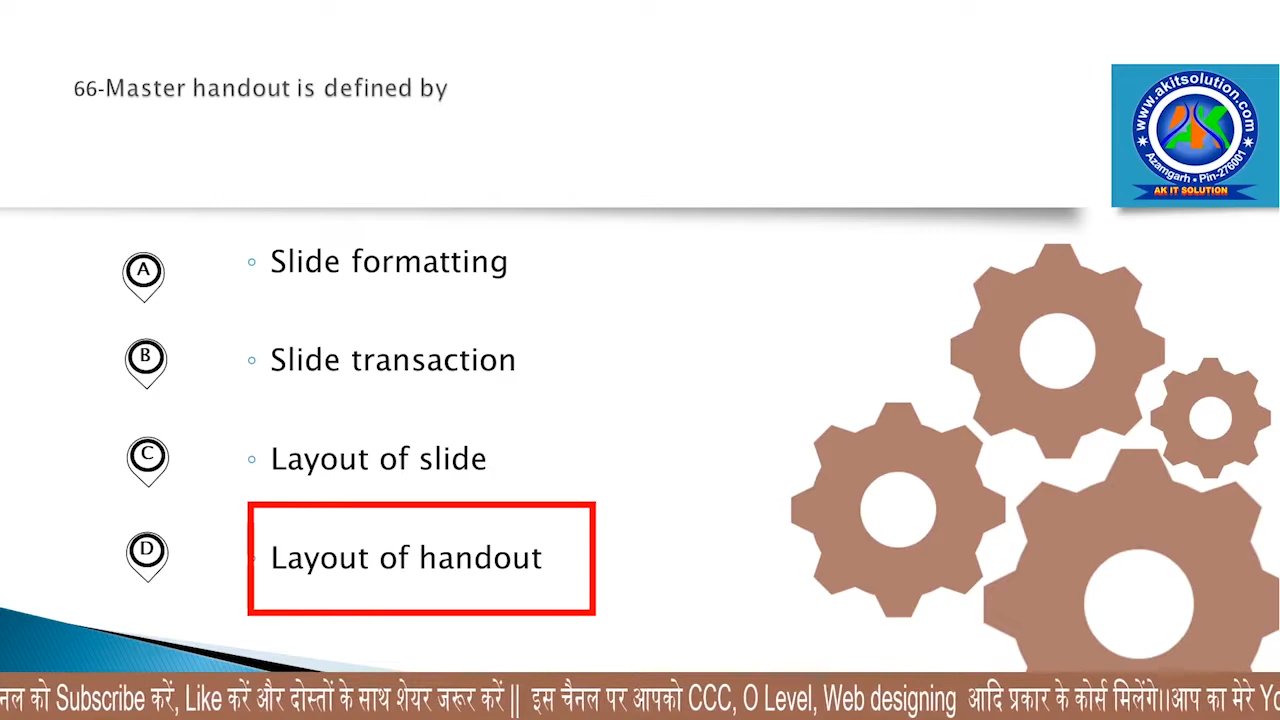 66-Master handout is defined by
www.akitsolution.com
AK
Azamgarh • Pin-276001
AK IT SOLUTION
A
Slide formatting
B
Slide transaction
C
Layout of slide
D
Layout of handout
नल को Subscribe करें, Like करें और दोस्तों के साथ शेयर जरूर करें || इस चैनल पर आपको CCC, O Level, Web designing आदि प्रकार के कोर्स मिलेंगे।।आप का मेरे Yo